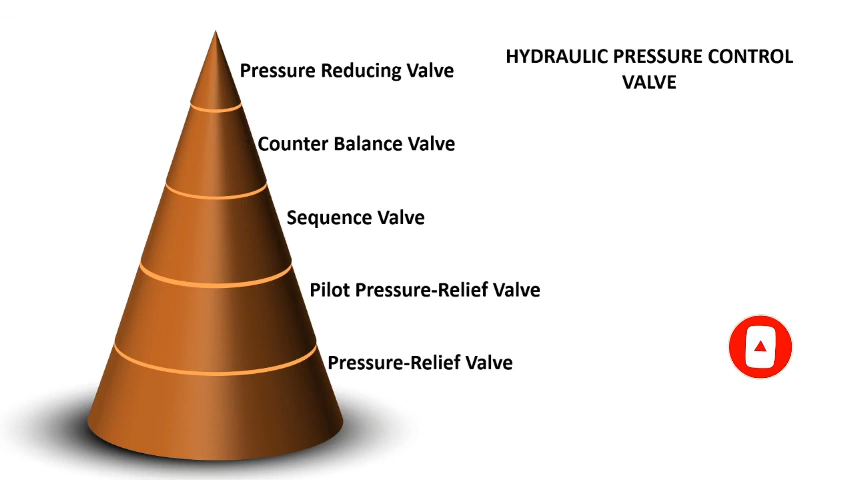 HYDRAULIC PRESSURE CONTROL
VALVE
Pressure Reducing Valve
Counter Balance Valve
Sequence Valve
Pilot Pressure-Relief Valve
Pressure-Relief Valve